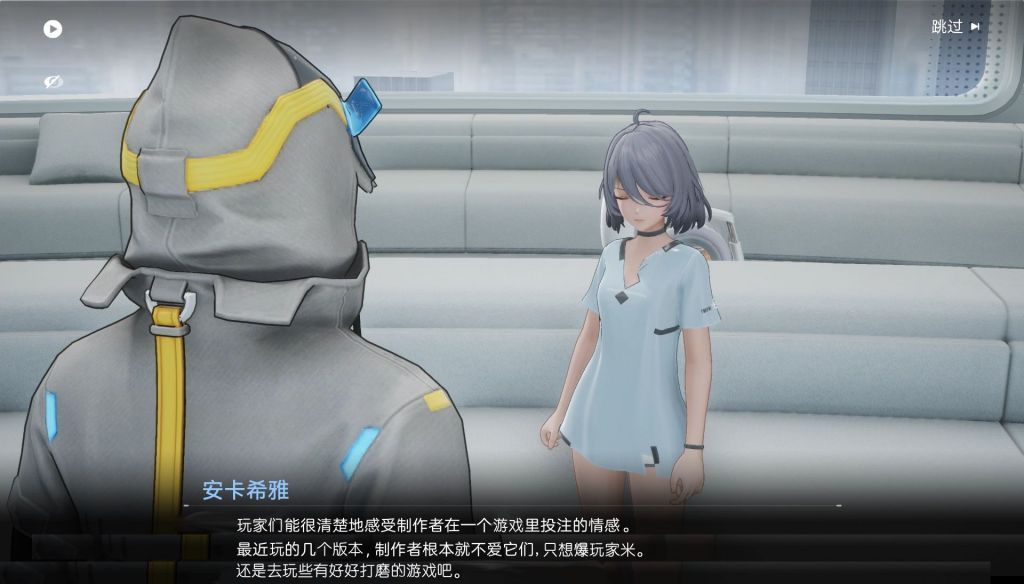 跳过
安卡希雅
玩家们能很清楚地感受制作者在一个游戏里投注的情感。
最近玩的几个版本,制作者根本就不爱它们,只想爆玩家米。
还是去玩些有好好打磨的游戏吧。